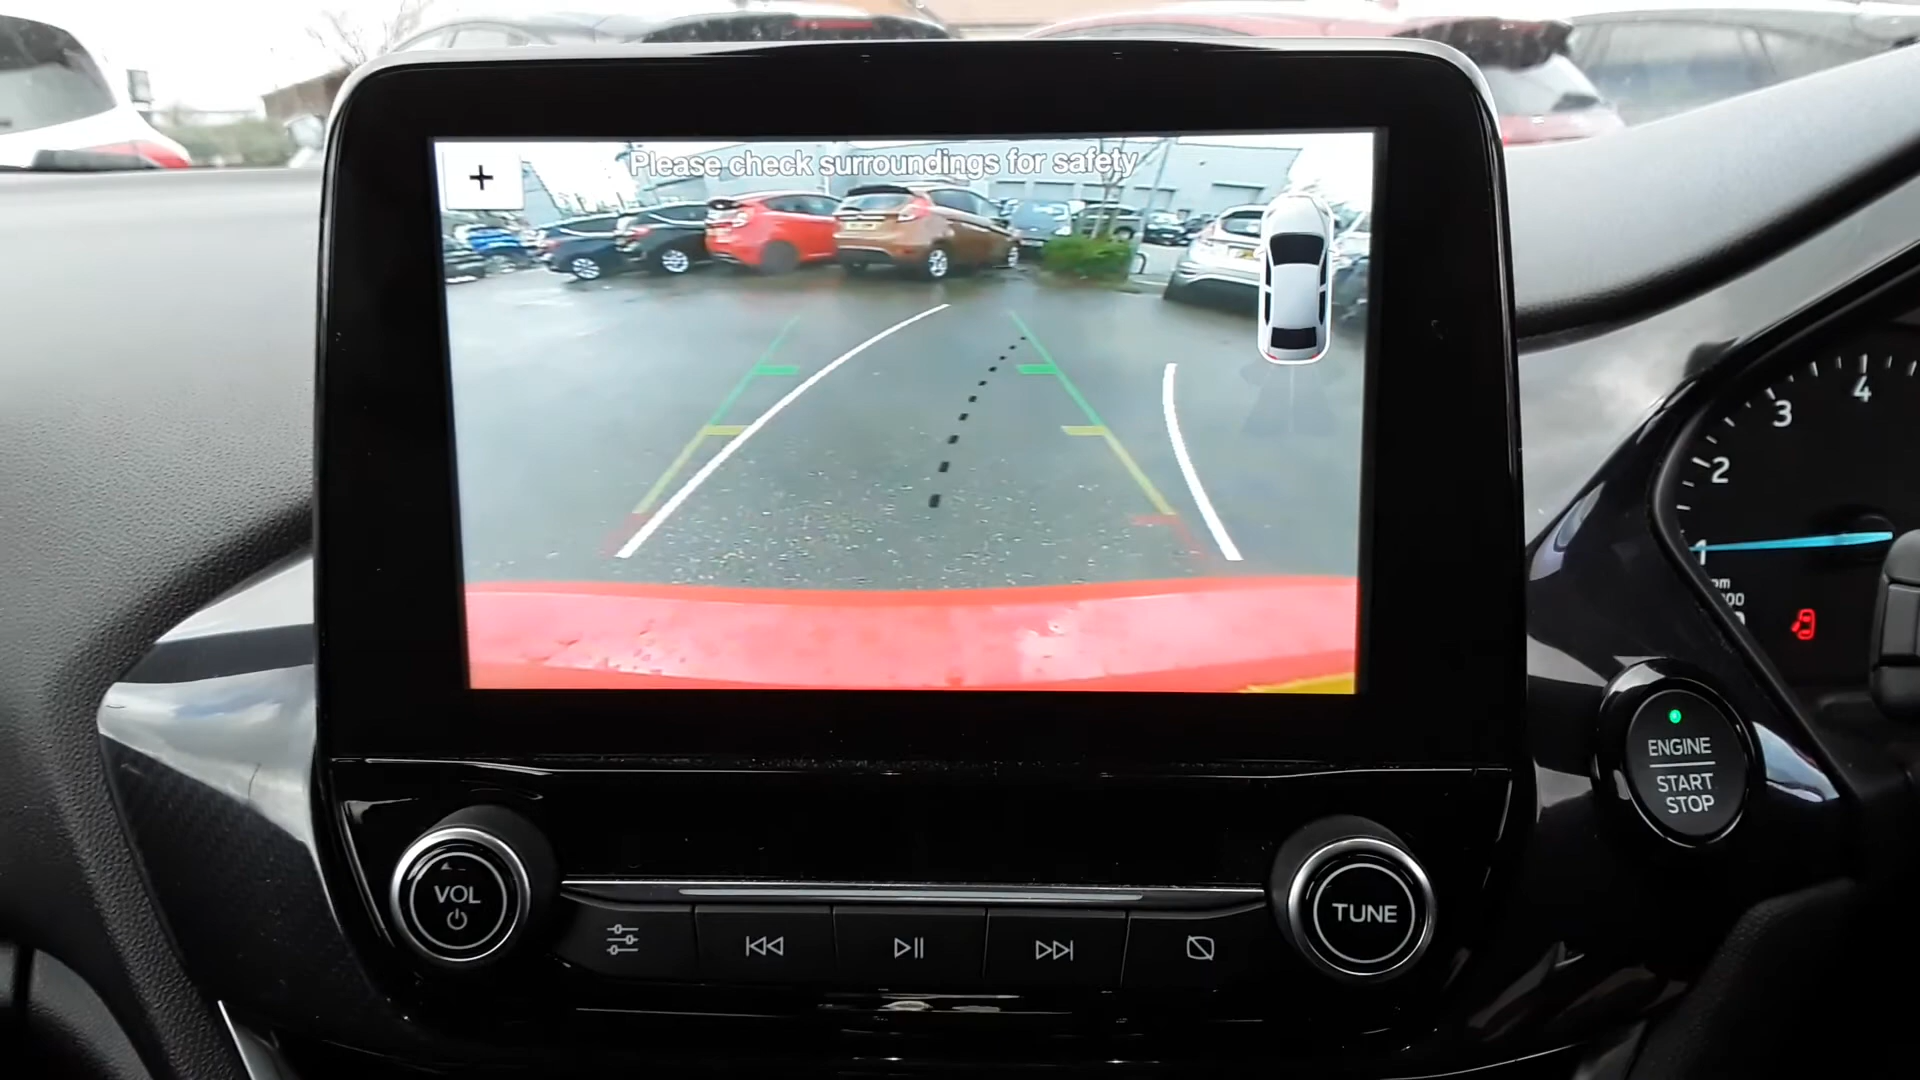 Please check surroundings for safety
+
4
3
2
1
ENGINE
START
STOP
VOL
TUNE